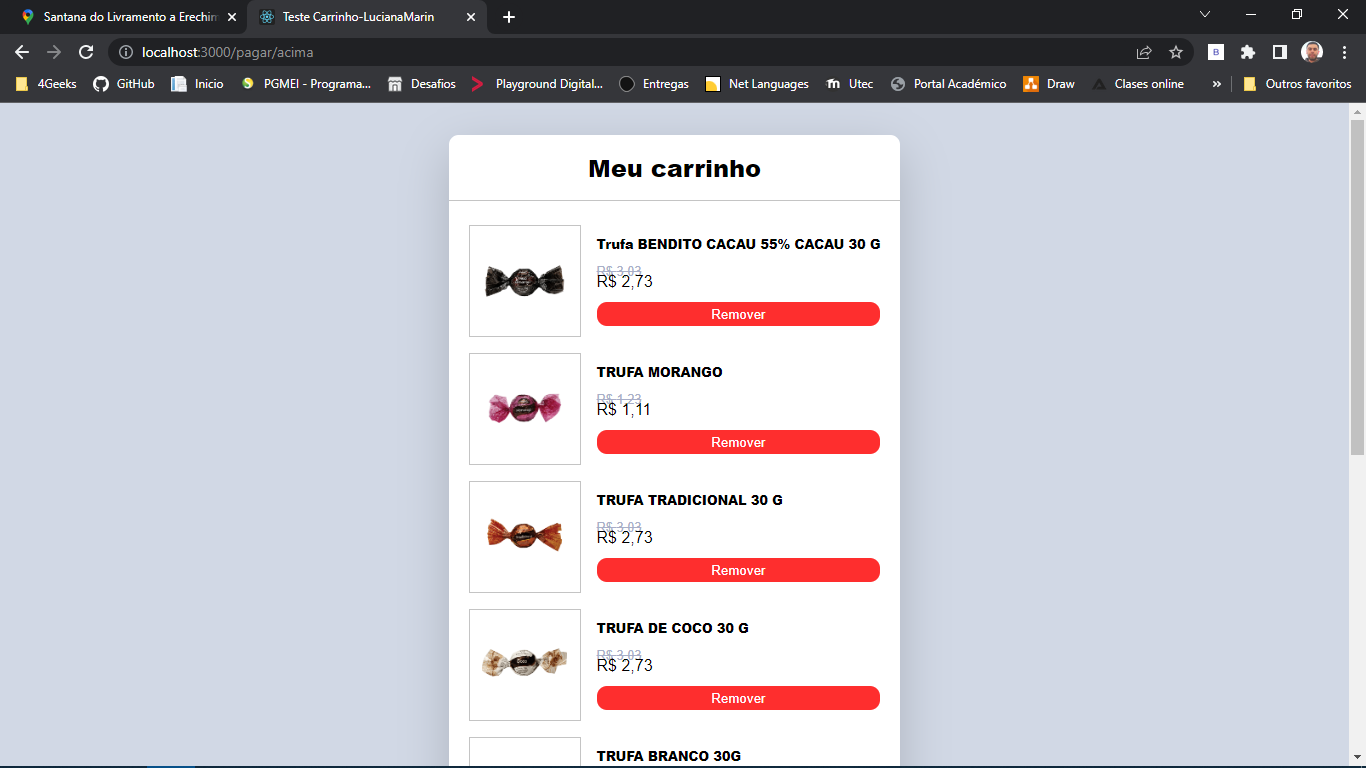 Santana do Livramento a Erechim
Teste Carrinho-LucianaMarin
localhost:3000/pagar/acima
B
4Geeks
GitHub
Inicio
PGMEI - Programa...
Desafios
Playground Digital...
Entregas
Net Languages
Utec
Portal Académico
Draw
Clases online
»
Outros favoritos
Meu carrinho
Trufa BENDITO CACAU 55% CACAU 30 G
R$ 3,03
R$ 2,73
Remover
TRUFA MORANGO
R$ 1,23
R$ 1,11
Remover
TRUFA TRADICIONAL 30 G
R$ 3,03
R$ 2,73
Remover
TRUFA DE COCO 30 G
R$ 3,03
R$ 2,73
Remover
TRUFA BRANCO 30G